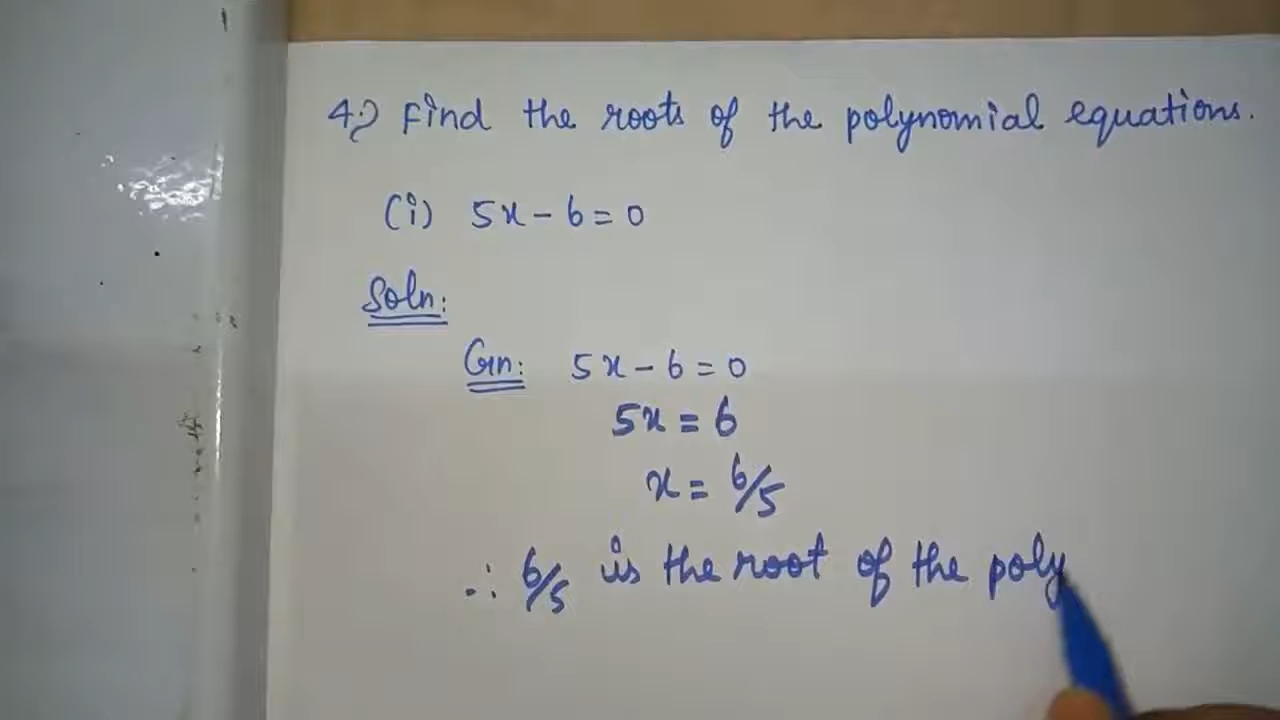 4.) Find the roots of the polynomial equations.
(i) 5x - 6 = 0
Soln:
Gn: 5x - 6 = 0
5x = 6
x = 6/5
∴ 6/5 is the root of the poly